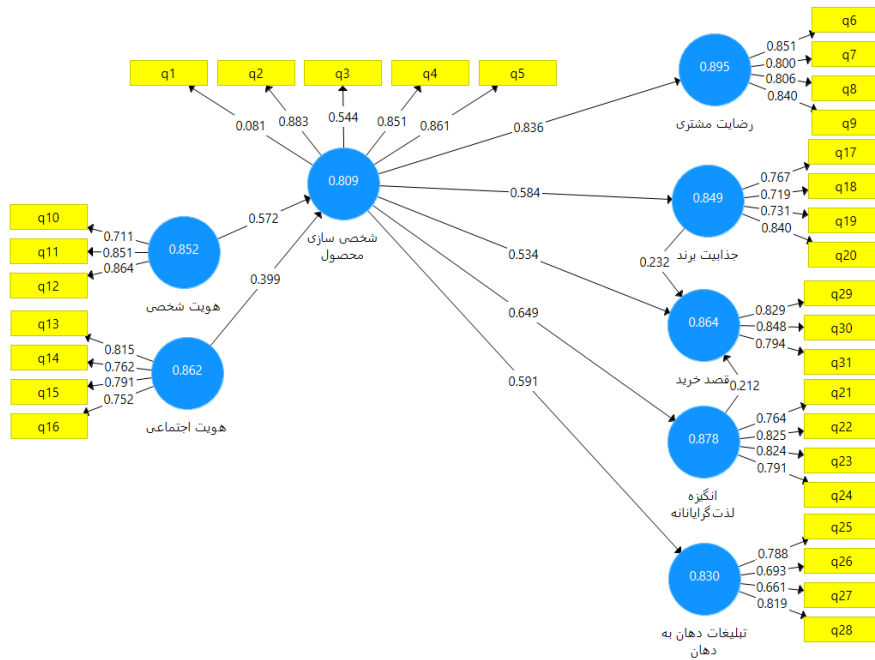 q1
q2
q3
q4
q5
0.081
0.883
0.544
0.851
0.861
0.809
شخصی سازی
محصول
q10
q11
q12
0.711
0.851
0.864
0.852
هویت شخصی
0.572
q13
q14
q15
q16
0.815
0.762
0.791
0.752
0.862
هویت اجتماعی
0.399
0.836
0.584
0.534
0.649
0.591
0.895
رضایت مشتری
0.851
0.800
0.806
0.840
q6
q7
q8
q9
0.849
جذابیت برند
0.767
0.719
0.731
0.840
q17
q18
q19
q20
0.232
0.864
قصد خرید
0.829
0.848
0.794
q29
q30
q31
0.212
0.878
انگیزه
لذت‌گرایانانه
0.764
0.825
0.824
0.791
q21
q22
q23
q24
0.830
تبلیغات دهان به
دهان
0.788
0.693
0.661
0.819
q25
q26
q27
q28